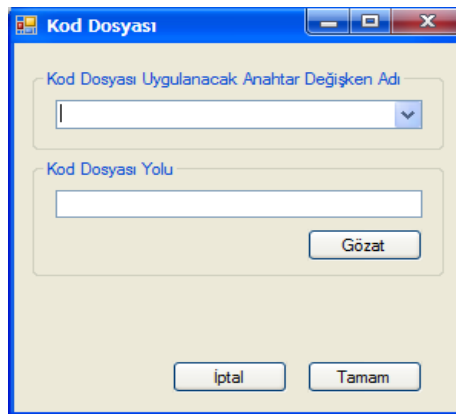 Kod Dosyası
Kod Dosyası Uygulanacak Anahtar Değişken Adı
Kod Dosyası Yolu
Gözat
İptal
Tamam